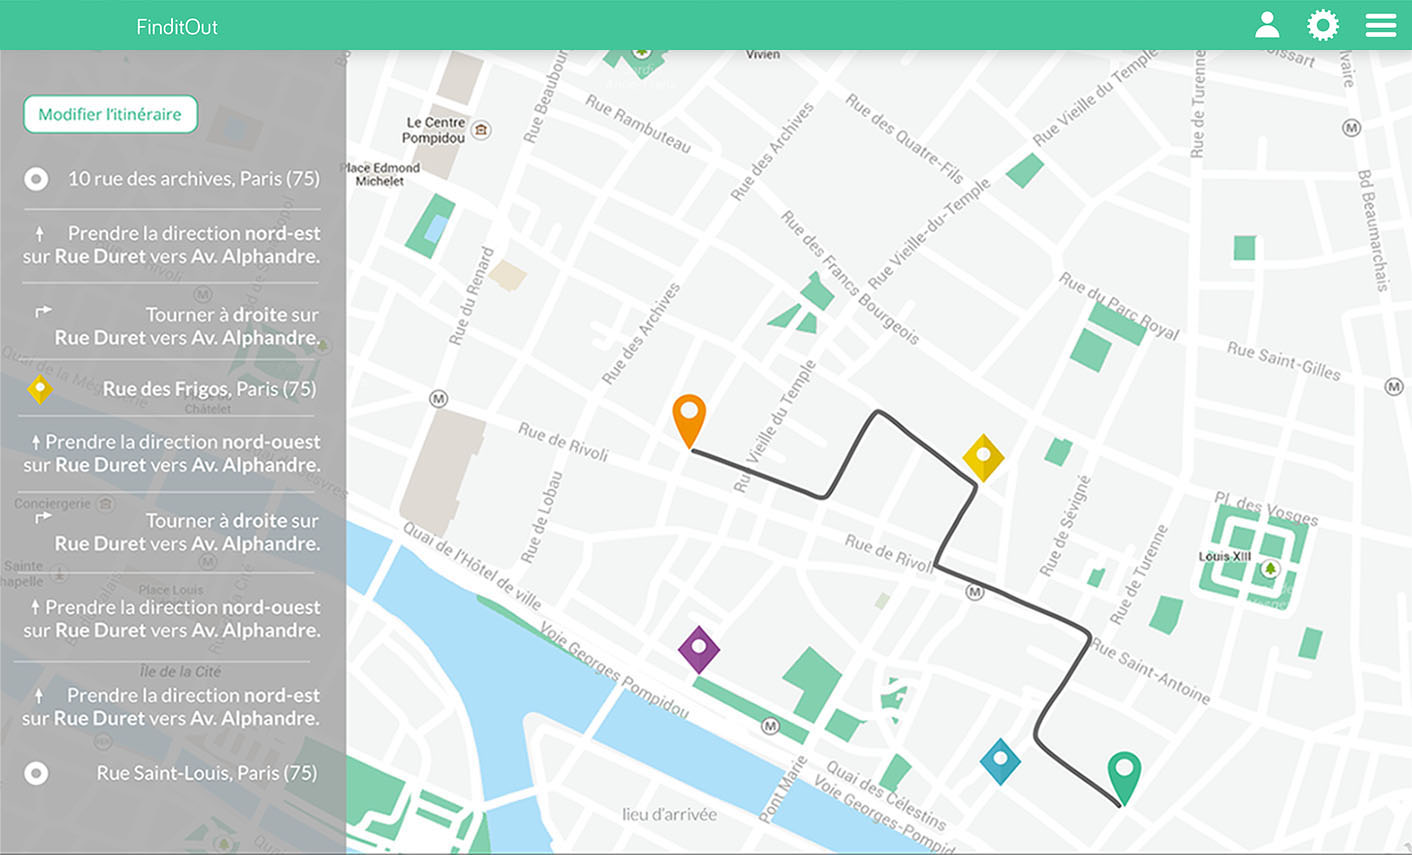 FinditOut
Modifier l'itinéraire
10 rue des archives, Paris (75)
Prendre la direction nord-est
sur Rue Duret vers Av. Alphandre.
Tourner à droite sur
Rue Duret vers Av. Alphandre.
Rue des Frigos, Paris (75)
Prendre la direction nord-ouest
sur Rue Duret vers Av. Alphandre.
Tourner à droite sur
Rue Duret vers Av. Alphandre.
Prendre la direction nord-ouest
sur Rue Duret vers Av. Alphandre.
Prendre la direction nord-est
sur Rue Duret vers Av. Alphandre.
Rue Saint-Louis, Paris (75)
Conciergerie
Sainte
Place Louis
Île de la Cité
Châtelet
Vivien
Le Centre
Pompidou
Place Edmond
Michelet
Rue Beaubour
Rue Rambuteau
Rue des Archives
Rue des Quatre-Fils
Rue Vieille du Temple
Rue de Turenne
M
Bd Beaumarchais
Rue Vieille-du-Temple
Rue des Francs Bourgeois
Rue du Renard
Rue des Archives
Rue du Parc Royal
Rue Saint-Gilles
M
M
Rue de Rivoli
Rue Vieille du Temple
Rue de Lobau
Rue de Sévigné
Pl. des Vosges
Louis XIII
Rue de Rivoli
M
Rue de Turenne
Quai de l'Hôtel de ville
Voie Georges Pompidou
Rue Saint-Antoine
M
Pont Marie
Quai des Célestins
Voie Georges-Pompid
lieu d'arrivée